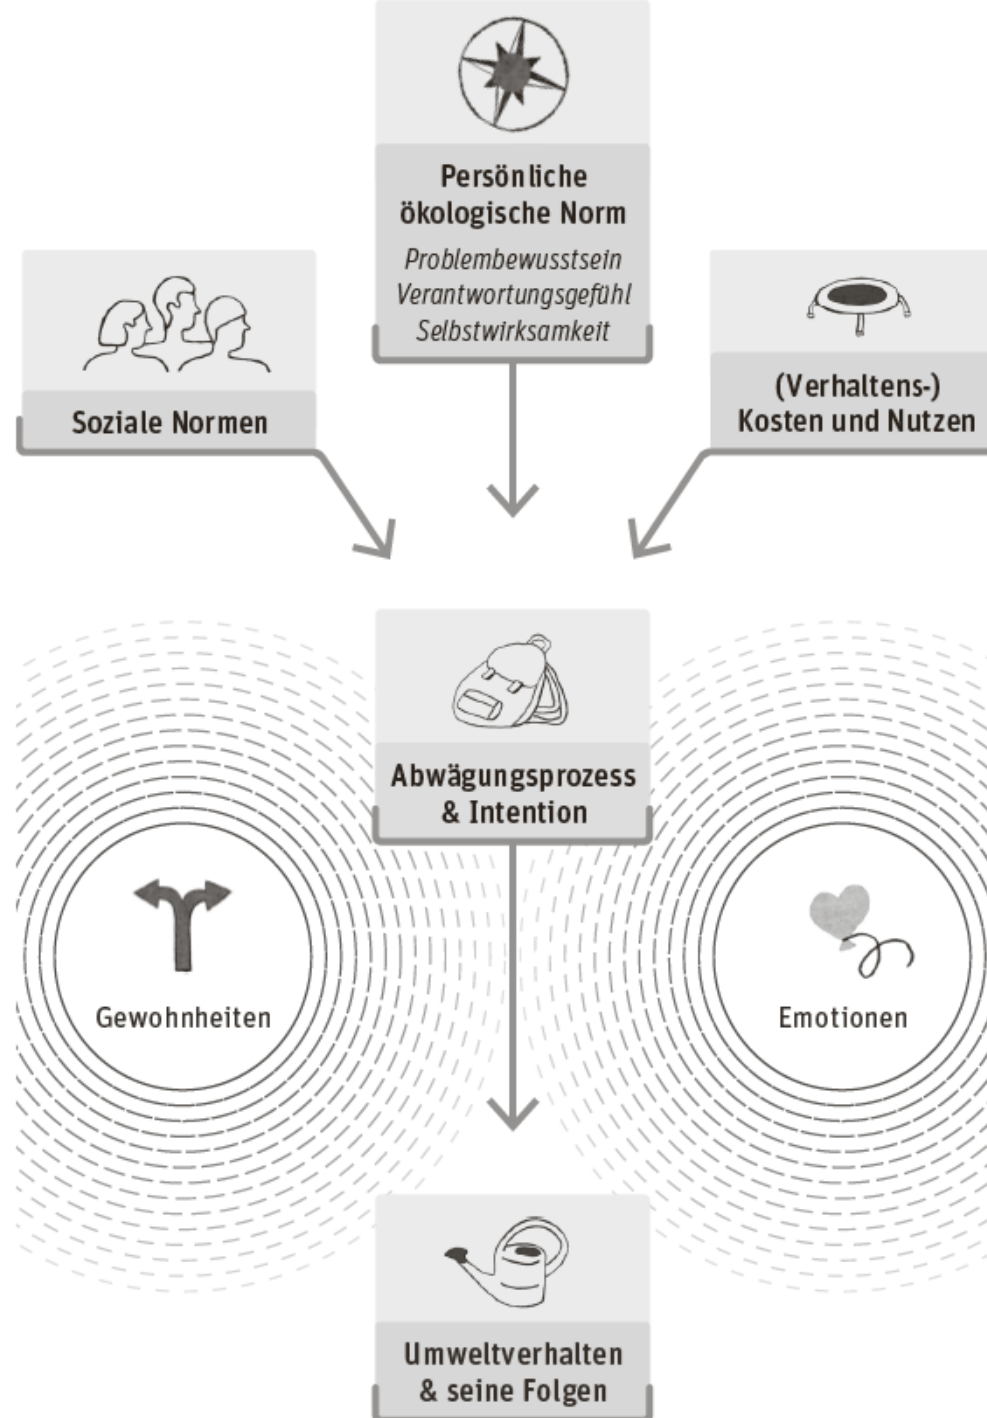 Persönliche
ökologische Norm
Problembewusstsein
Verantwortungsgefühl
Selbstwirksamkeit
Soziale Normen
(Verhaltens-)
Kosten und Nutzen
Abwägungsprozess
& Intention
Gewohnheiten
Emotionen
Umweltverhalten
& seine Folgen